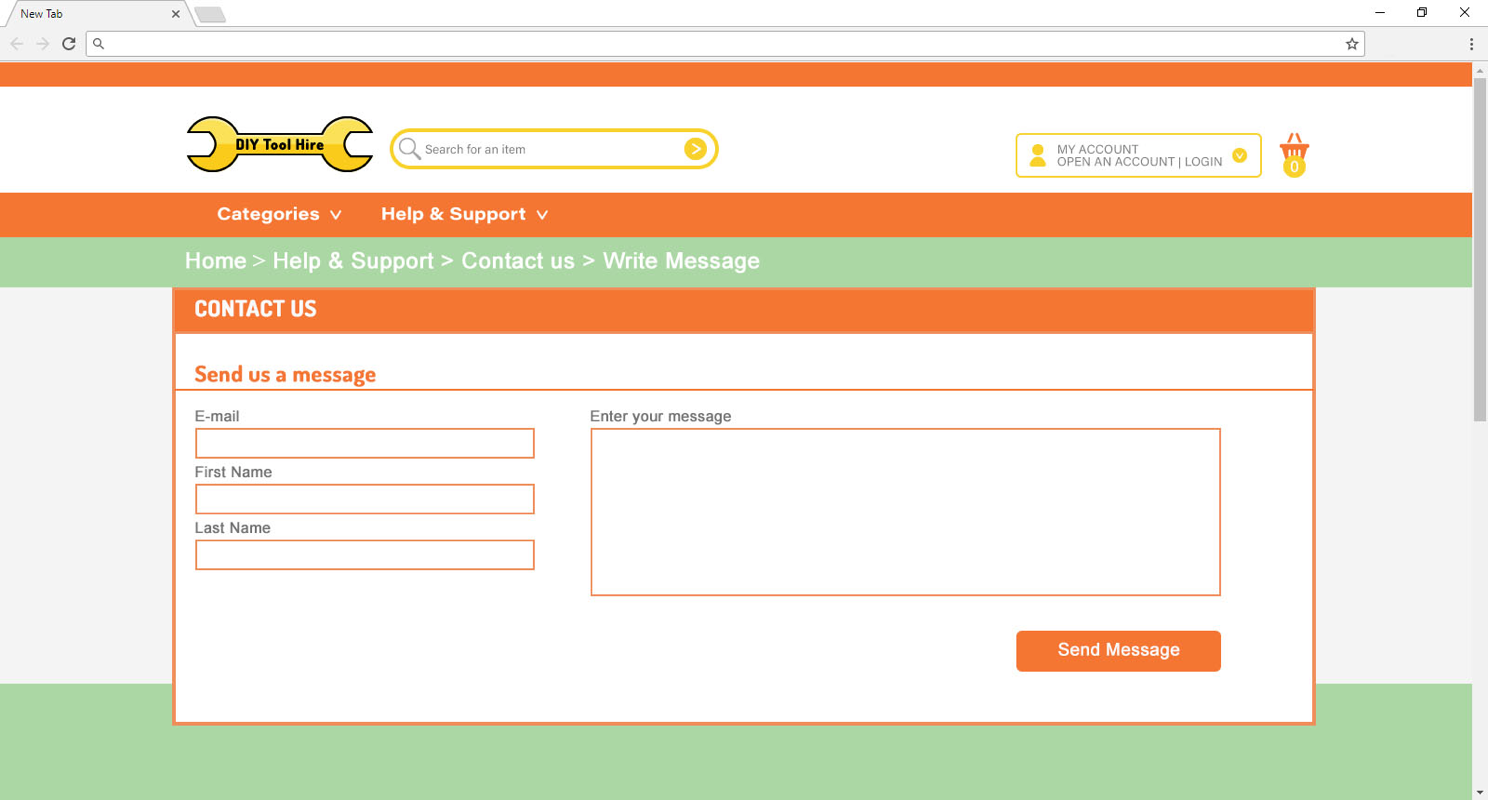 New Tab
DIY Tool Hire
Search for an item
MY ACCOUNT
OPEN AN ACCOUNT | LOGIN
0
Categories
Help & Support
Home > Help & Support > Contact us > Write Message
CONTACT US
Send us a message
E-mail
Enter your message
First Name
Last Name
Send Message